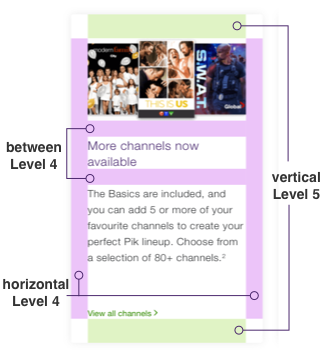 modern family
THIS IS US
S.W.A.T.
Global
between
Level 4
More channels now
available
vertical
Level 5
The Basics are included, and
you can add 5 or more of your
favourite channels to create your
perfect Pik lineup. Choose from
a selection of 80+ channels.²
horizontal
Level 4
View all channels >